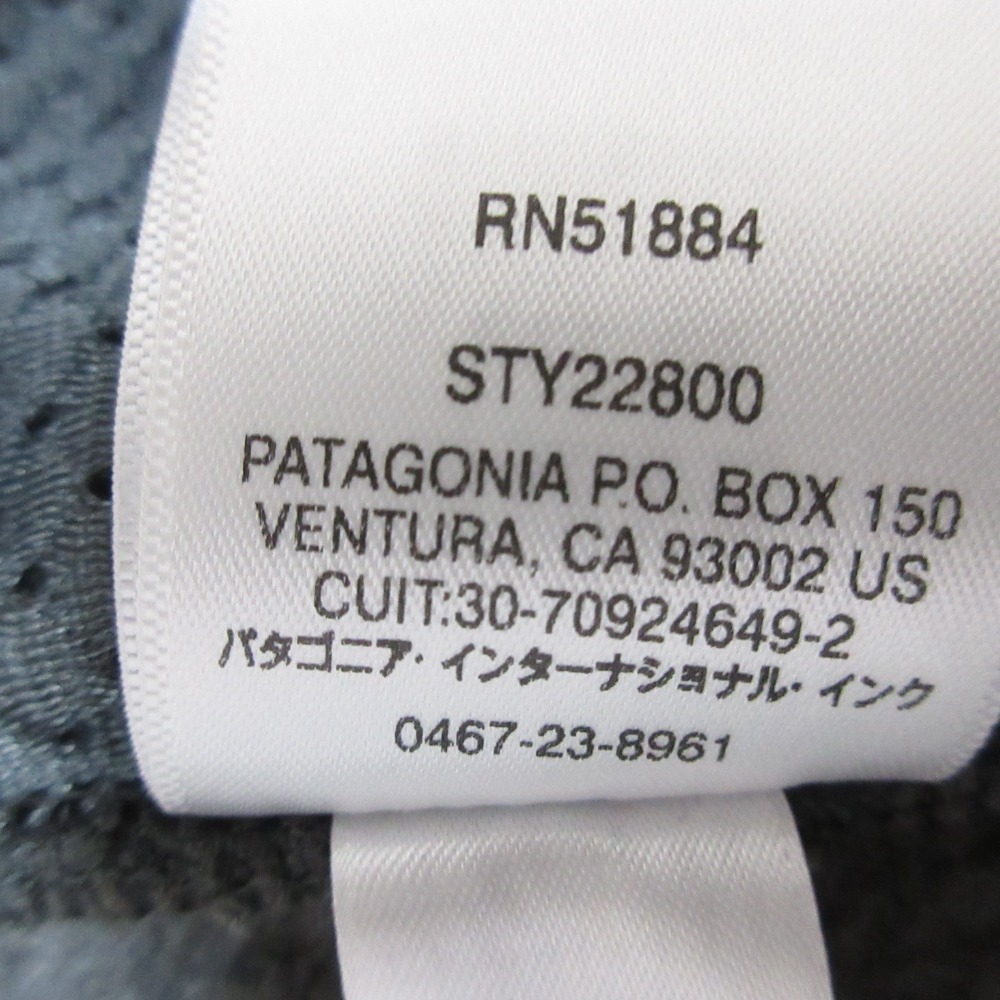 RN51884
STY22800
PATAGONIA P.O. BOX 150
VENTURA, CA 93002 US
CUIT:30-70924649-2
パタゴニア・インターナショナル・インク
0467-23-8961